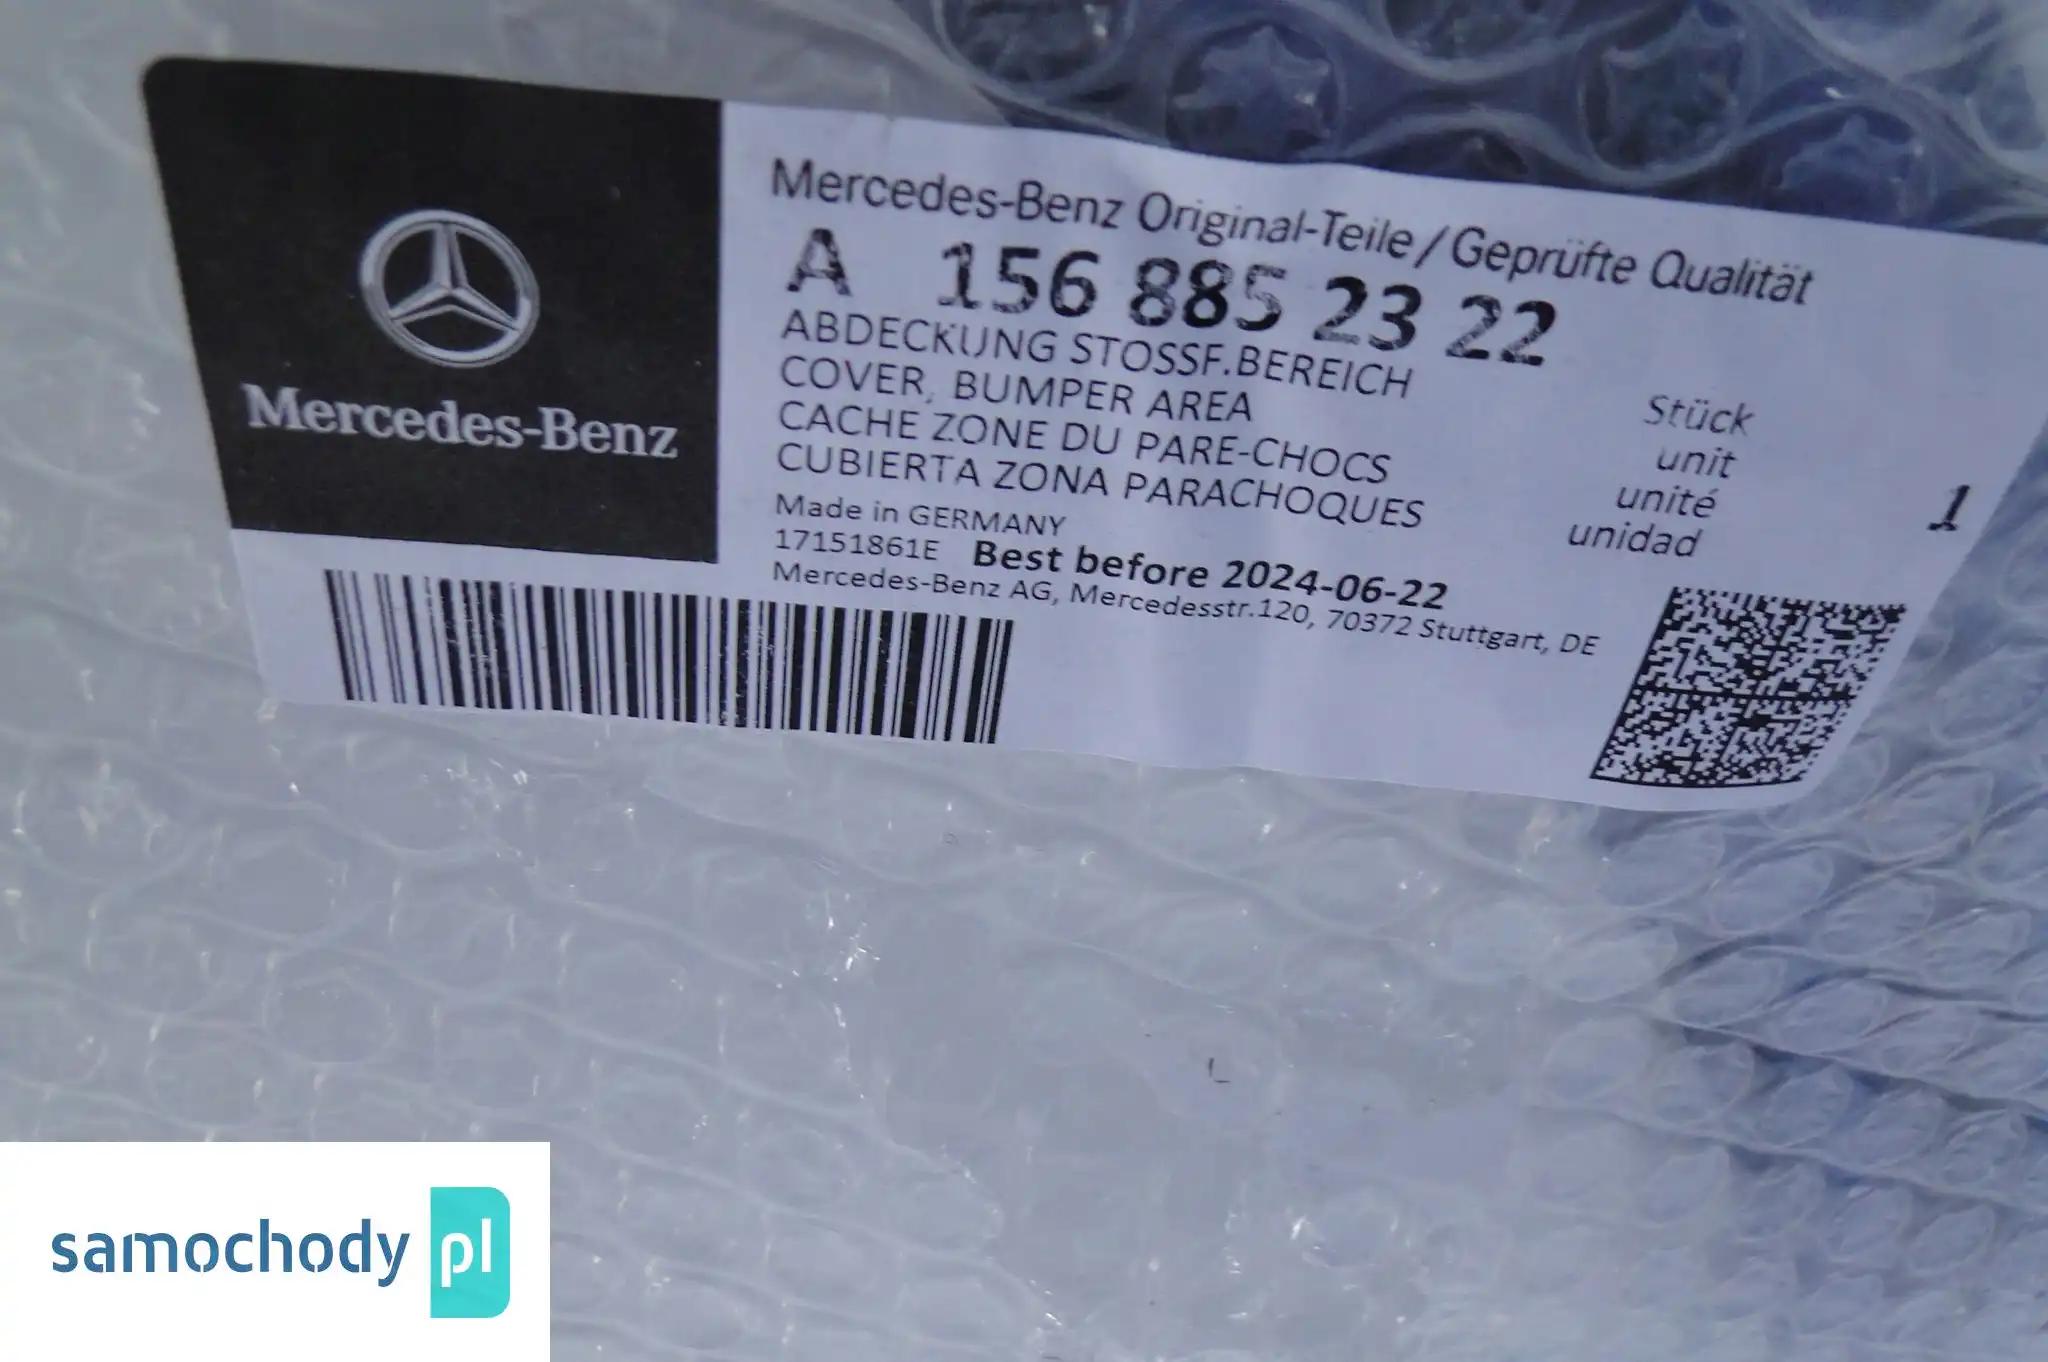 Mercedes-Benz
Mercedes-Benz Original-Teile/Geprüfte Qualität
A 156 885 23 22
ABDECKUNG STOSSF.BEREICH
COVER, BUMPER AREA
CACHE ZONE DU PARE-CHOCS
CUBIERTA ZONA PARACHOQUES
Stück
unit
unité
unidad
1
Made in GERMANY
17151861E Best before 2024-06-22
Mercedes-Benz AG, Mercedesstr.120, 70372 Stuttgart, DE
samochody pl